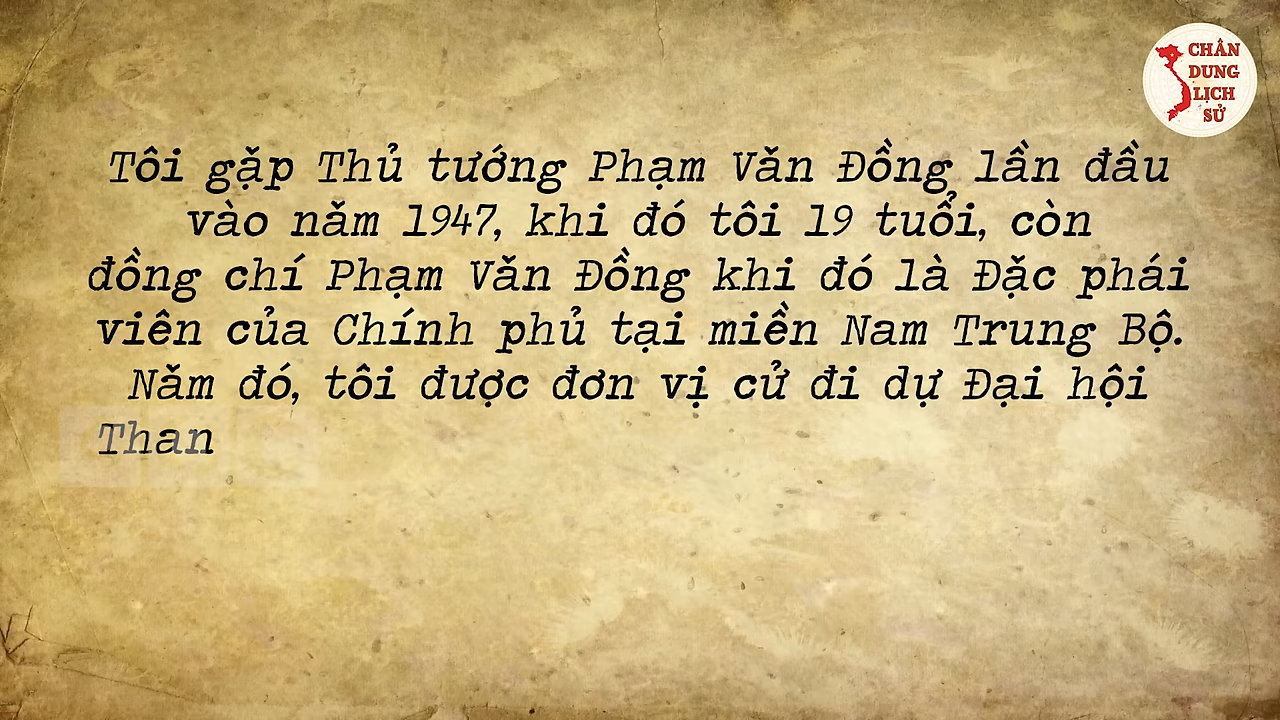 CHÂN
DUNG
LỊCH
SỬ
Tôi gặp Thủ tướng Phạm Văn Đồng lần đầu
vào năm 1947, khi đó tôi 19 tuổi, còn
đồng chí Phạm Văn Đồng khi đó là Đặc phái
viên của Chính phủ tại miền Nam Trung Bộ.
Năm đó, tôi được đơn vị cử đi dự Đại hội
Than